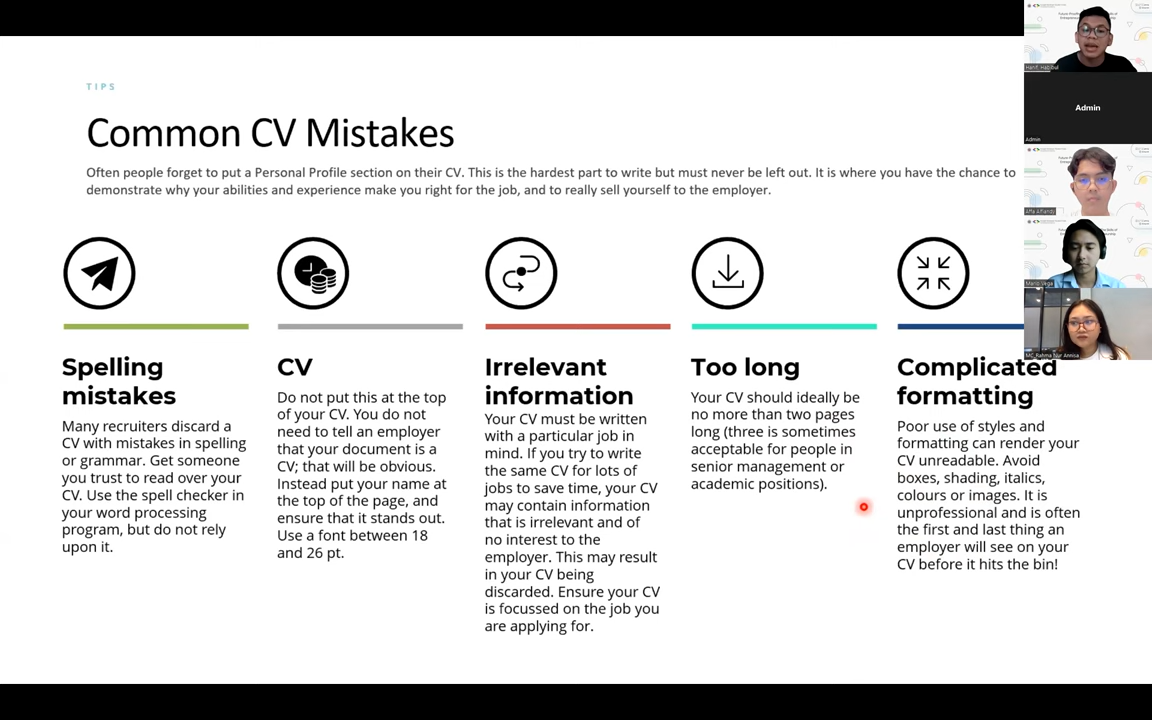 TIPS
Common CV Mistakes
Often people forget to put a Personal Profile section on their CV. This is the hardest part to write but must never be left out. It is where you have the chance to
demonstrate why your abilities and experience make you right for the job, and to really sell yourself to the employer.
Spelling
mistakes
Many recruiters discard a
CV with mistakes in spelling
or grammar. Get someone
you trust to read over your
CV. Use the spell checker in
your word processing
program, but do not rely
upon it.
CV
Do not put this at the top
of your CV. You do not
need to tell an employer
that your document is a
CV; that will be obvious.
Instead put your name at
the top of the page, and
ensure that it stands out.
Use a font between 18
and 26 pt.
Irrelevant
information
Your CV must be written
with a particular job in
mind. If you try to write
the same CV for lots of
jobs to save time, your CV
may contain information
that is irrelevant and of
no interest to the
employer. This may result
in your CV being
discarded. Ensure your CV
is focussed on the job you
are applying for.
Too long
Your CV should ideally be
no more than two pages
long (three is sometimes
acceptable for people in
senior management or
academic positions).
Complicated
formatting
Poor use of styles and
formatting can render your
CV unreadable. Avoid
boxes, shading, italics,
colours or images. It is
unprofessional and is often
the first and last thing an
employer will see on your
CV before it hits the bin!
Admin
Admin
Mario Vega
MC_Rahma Nur Annisa